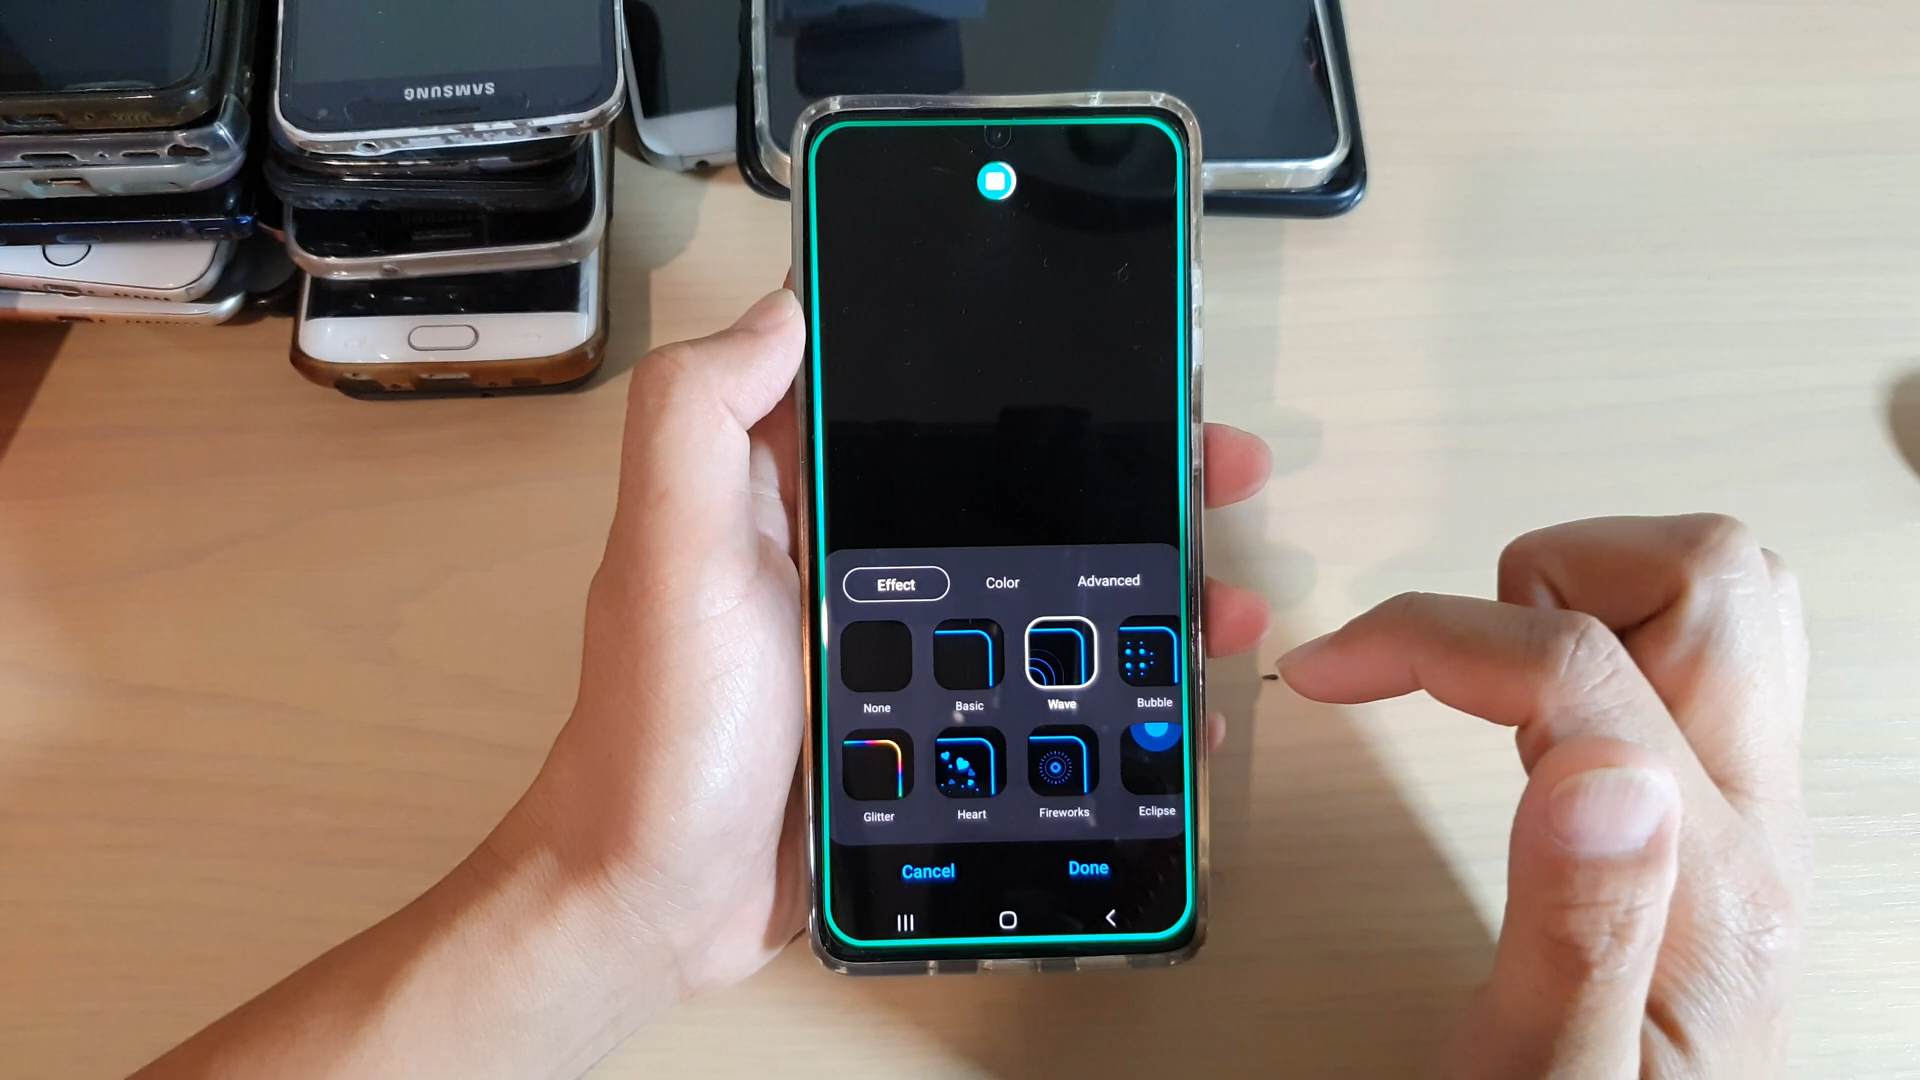 SAMSUNG
Effect Color Advanced
None Basic Wave Bubble
Glitter Heart Fireworks Eclipse
Cancel Done